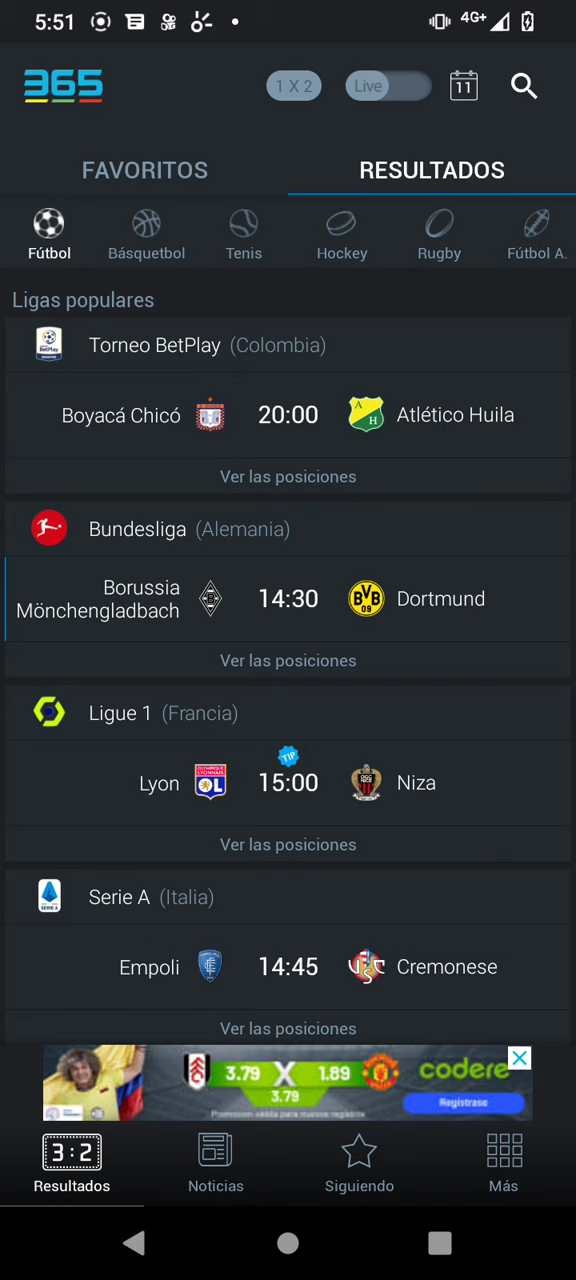 5:51
4G+
365
1 X 2
Live
11
FAVORITOS
RESULTADOS
Fútbol
Básquetbol
Tenis
Hockey
Rugby
Fútbol A.
Ligas populares
Torneo BetPlay (Colombia)
Boyacá Chicó 20:00 Atlético Huila
Ver las posiciones
Bundesliga (Alemania)
Borussia
Mönchengladbach 14:30 Dortmund
Ver las posiciones
Ligue 1 (Francia)
TIP
Lyon 15:00 Niza
Ver las posiciones
Serie A (Italia)
Empoli 14:45 Cremonese
Ver las posiciones
3.79 X 1.89
3.79
codere
Regístrase
3:2
Resultados
Noticias
Siguiendo
Más